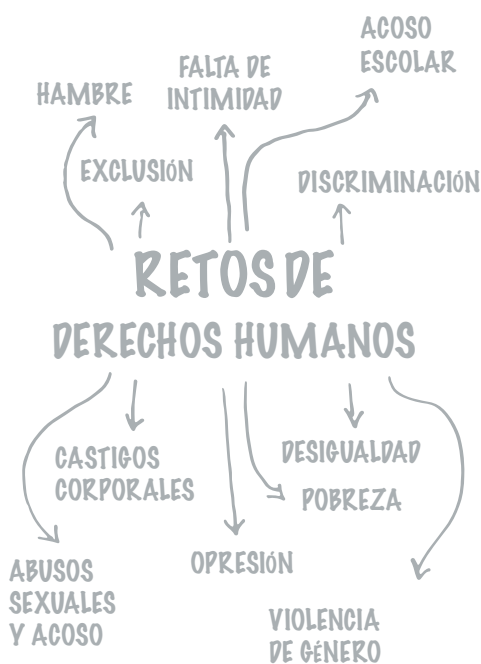 ACOSO
ESCOLAR
FALTA DE
INTIMIDAD
HAMBRE
EXCLUSIÓN
DISCRIMINACIÓN
RETOS DE
DERECHOS HUMANOS
CASTIGOS
CORPORALES
DESIGUALDAD
POBREZA
OPRESIÓN
ABUSOS
SEXUALES
Y ACOSO
VIOLENCIA
DE GÉNERO